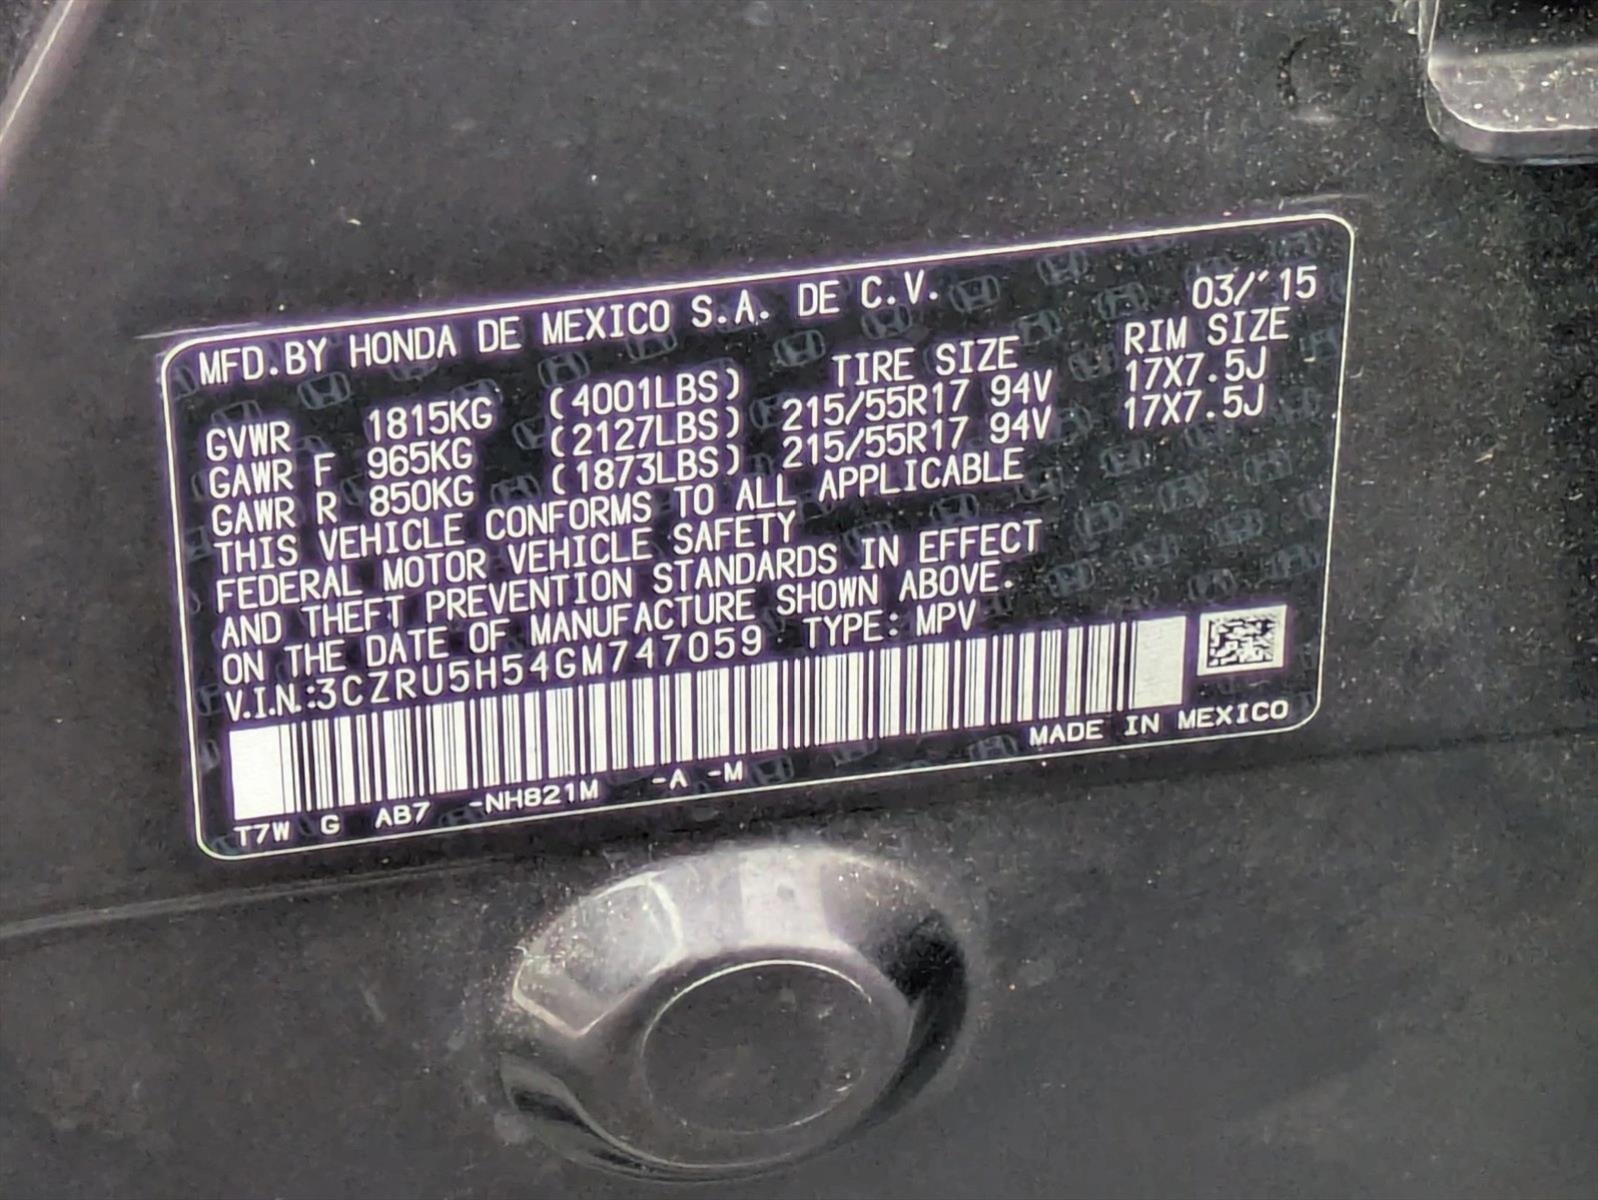 MFD.BY HONDA DE MEXICO S.A. DE C.V. 03/'15
TIRE SIZE RIM SIZE
GVWR 1815KG (4001LBS)
GAWR F 965KG (2127LBS) 215/55R17 94V 17X7.5J
GAWR R 850KG (1873LBS) 215/55R17 94V 17X7.5J
THIS VEHICLE CONFORMS TO ALL APPLICABLE
FEDERAL MOTOR VEHICLE SAFETY
AND THEFT PREVENTION STANDARDS IN EFFECT
ON THE DATE OF MANUFACTURE SHOWN ABOVE.
V.I.N.:3CZRU5H54GM747059 TYPE: MPV
MADE IN MEXICO
T7W G AB7 -NH821M -A -M